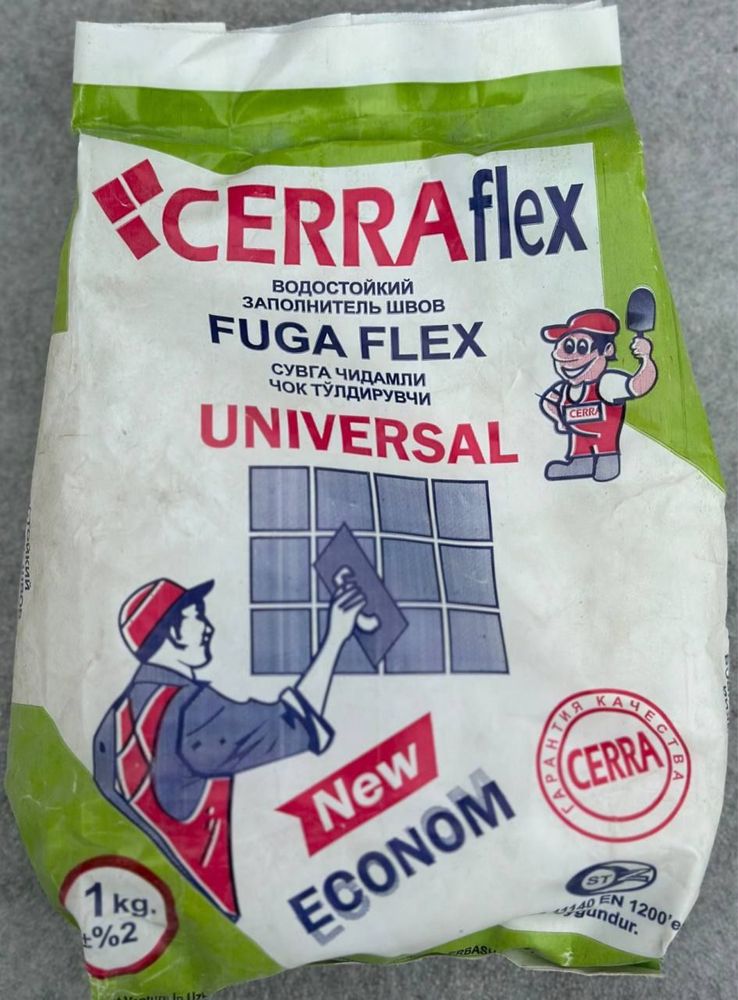 CERRAflex
ВОДОСТОЙКИЙ
ЗАПОЛНИТЕЛЬ ШВОВ
FUGA FLEX
СУВГА ЧИДАМЛИ
ЧОК ТЎЛДИРУВЧИ
UNIVERSAL
CERRA
New
ECONOM
ГАРАНТИЯ КАЧЕСТВА
CERRA
1 kg.
±%2
ST
EN 1200'e